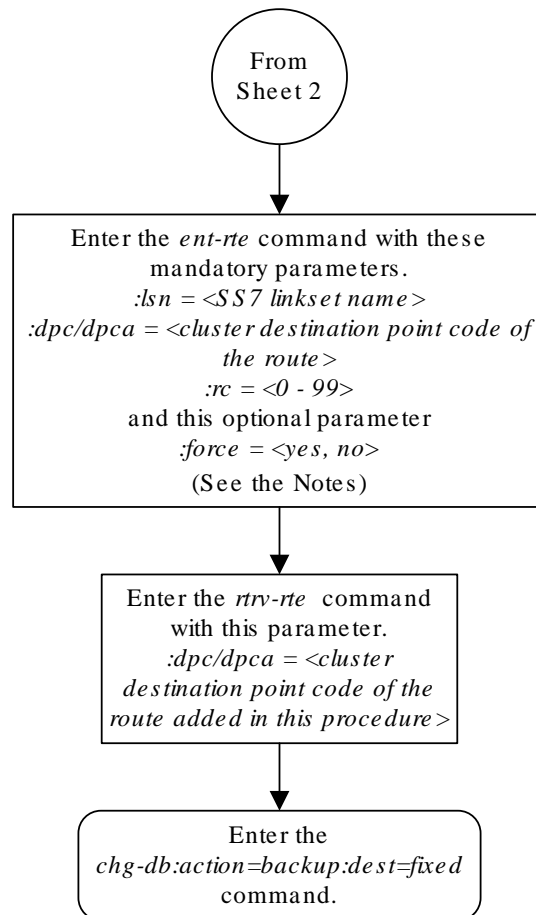 From
Sheet 2
Enter the ent-rte command with these
mandatory parameters.
:lsn = <SS7 linkset name>
:dpc/dpca = <cluster destination point code of
the route>
:rc = <0 - 99>
and this optional parameter
:force = <yes, no>
(See the Notes)
Enter the rtrv-rte command
with this parameter.
:dpc/dpca = <cluster
destination point code of the
route added in this procedure>
Enter the
chg-db:action=backup:dest=fixed
command.